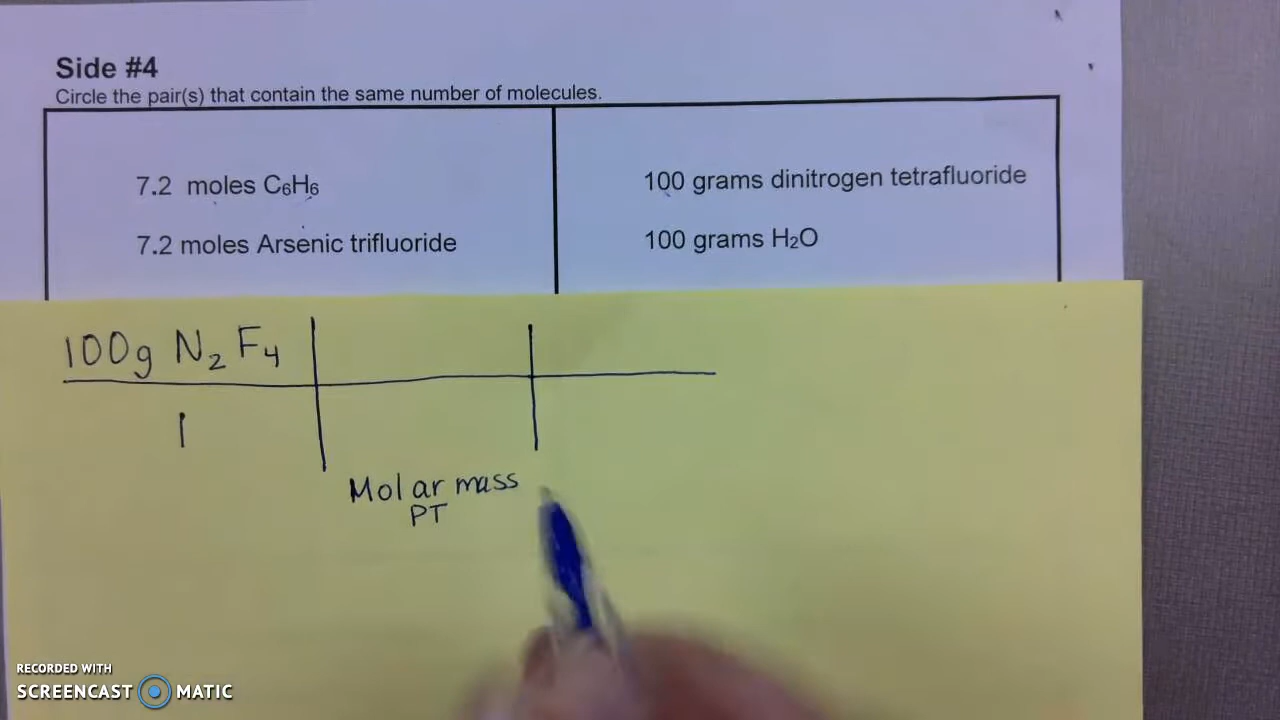 Side #4
Circle the pair(s) that contain the same number of molecules.
7.2 moles C₆H₆
7.2 moles Arsenic trifluoride
100 grams dinitrogen tetrafluoride
100 grams H₂O
100g N₂F₄
1
Molar mass
PT
RECORDED WITH
SCREENCAST MATIC